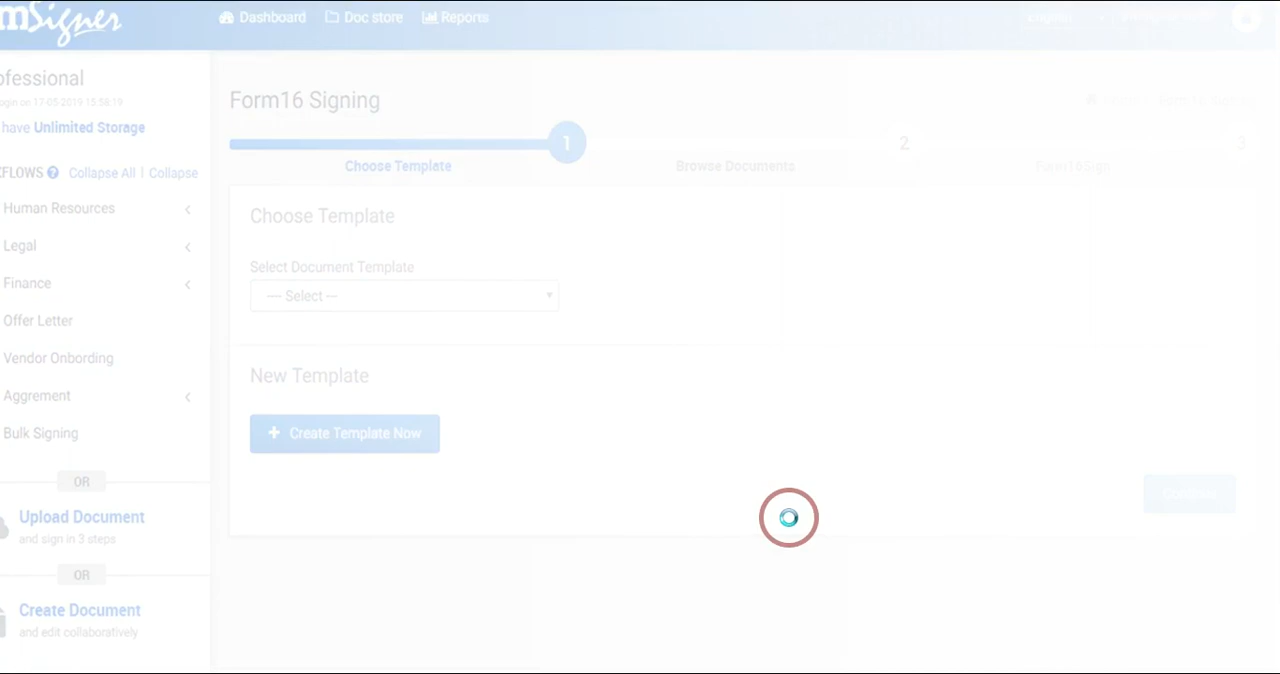 mSigner
Dashboard
Doc store
Reports
English
ofessional
ogin on 17-05-2019 15:58:19
have Unlimited Storage
Form16 Signing
1
2
3
Choose Template
Browse Documents
Form16Sign
FLOWS ? Collapse All | Collapse
Human Resources
Legal
Finance
Offer Letter
Vendor Onbording
Aggrement
Bulk Signing
OR
Upload Document
and sign in 3 steps
OR
Create Document
and edit collaboratively
Choose Template
Select Document Template
--- Select ---
New Template
+ Create Template Now
Continue